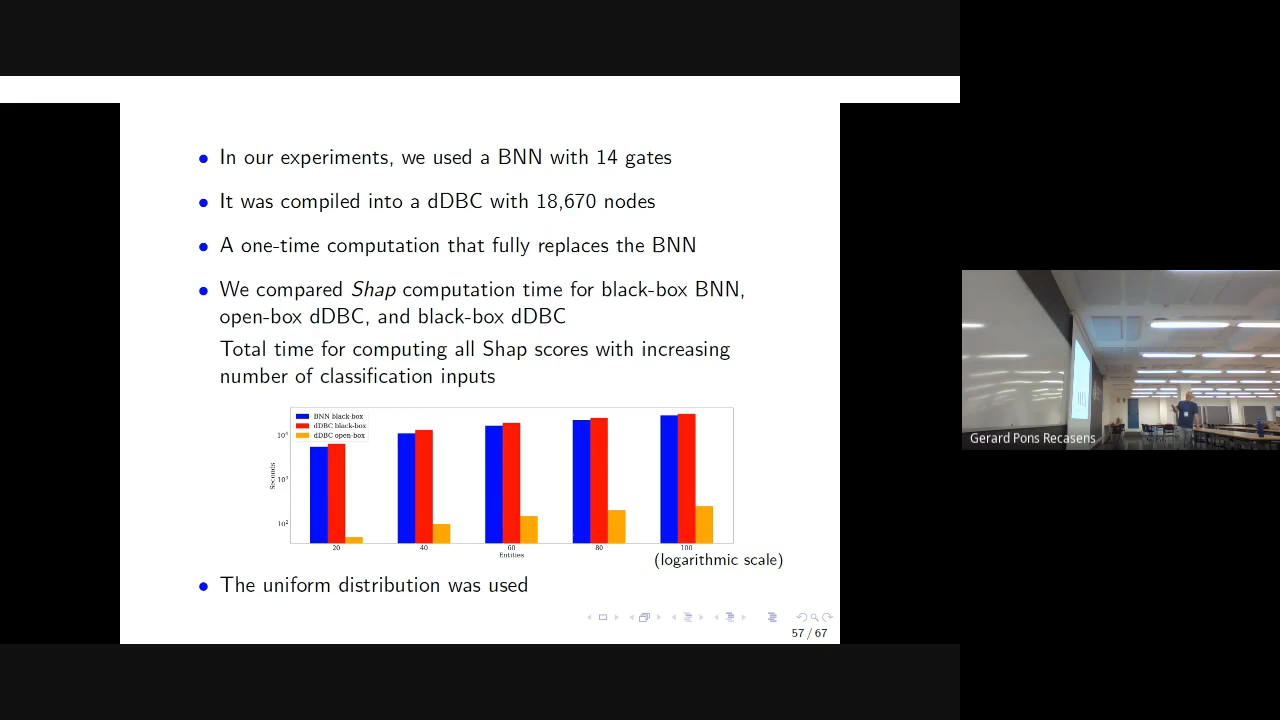 • In our experiments, we used a BNN with 14 gates
• It was compiled into a dDBC with 18,670 nodes
• A one-time computation that fully replaces the BNN
• We compared Shap computation time for black-box BNN,
open-box dDBC, and black-box dDBC
Total time for computing all Shap scores with increasing
number of classification inputs
BNN black-box
dDBC black-box
dDBC open-box
10⁴
10³
10²
Seconds
20 40 60 80 100
Entities
(logarithmic scale)
• The uniform distribution was used
57 / 67
Gerard Pons Recasens